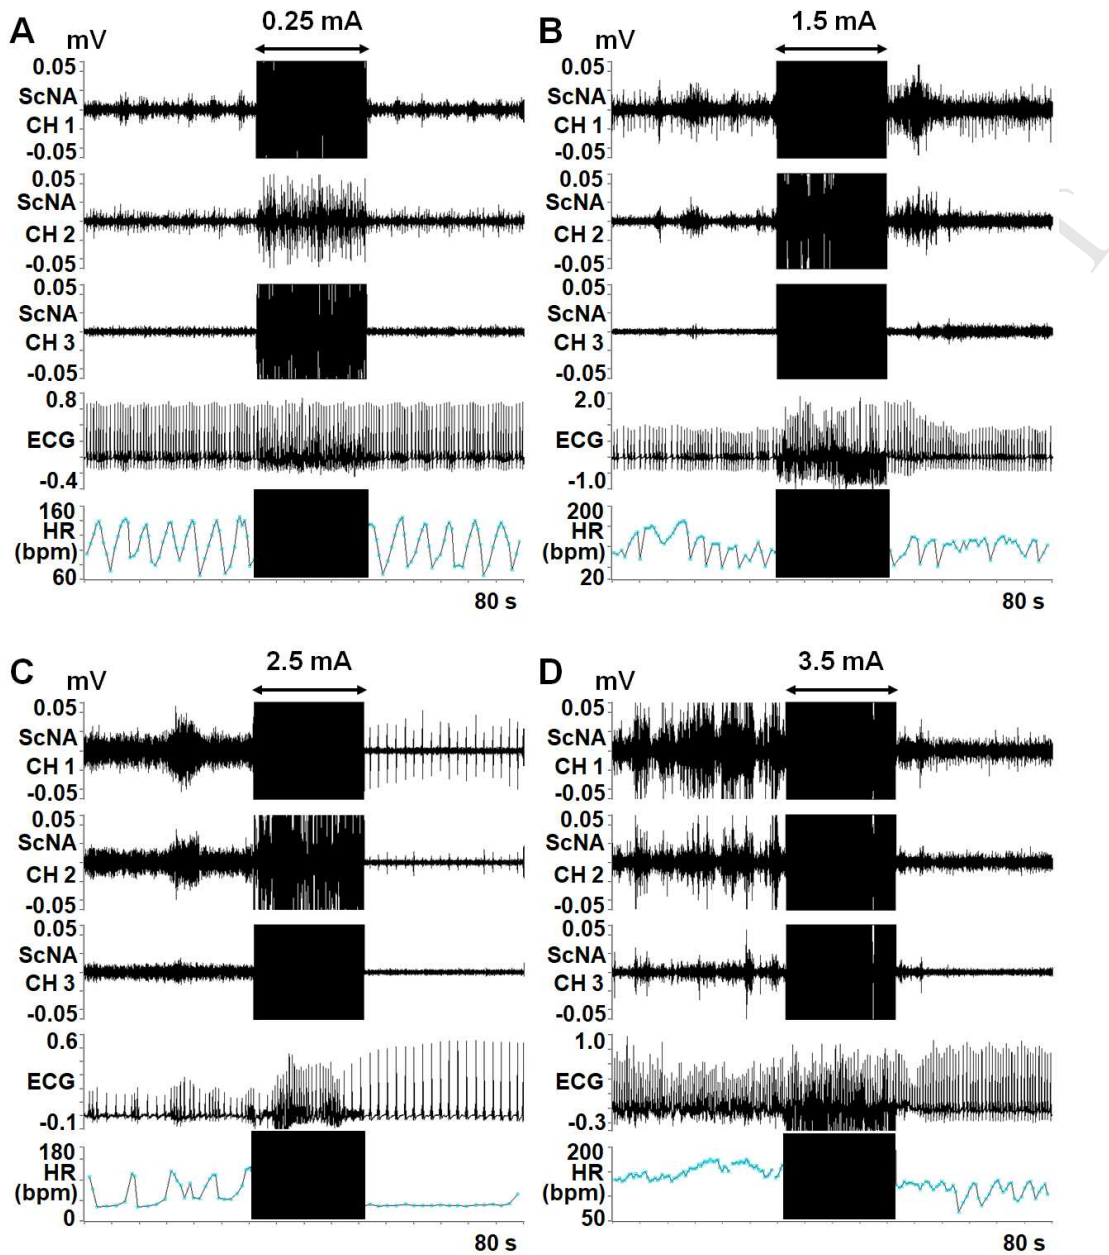 A
0.25 mA
mV
0.05
ScNA
CH 1
-0.05
0.05
ScNA
CH 2
-0.05
0.05
ScNA
CH 3
-0.05
0.8
ECG
-0.4
160
HR
(bpm)
60
80 s
B
1.5 mA
mV
0.05
ScNA
CH 1
-0.05
0.05
ScNA
CH 2
-0.05
0.05
ScNA
CH 3
-0.05
2.0
ECG
-1.0
200
HR
(bpm)
20
80 s
C
2.5 mA
mV
0.05
ScNA
CH 1
-0.05
0.05
ScNA
CH 2
-0.05
0.05
ScNA
CH 3
-0.05
0.6
ECG
-0.1
180
HR
(bpm)
0
80 s
D
3.5 mA
mV
0.05
ScNA
CH 1
-0.05
0.05
ScNA
CH 2
-0.05
0.05
ScNA
CH 3
-0.05
1.0
ECG
-0.3
200
HR
(bpm)
50
80 s